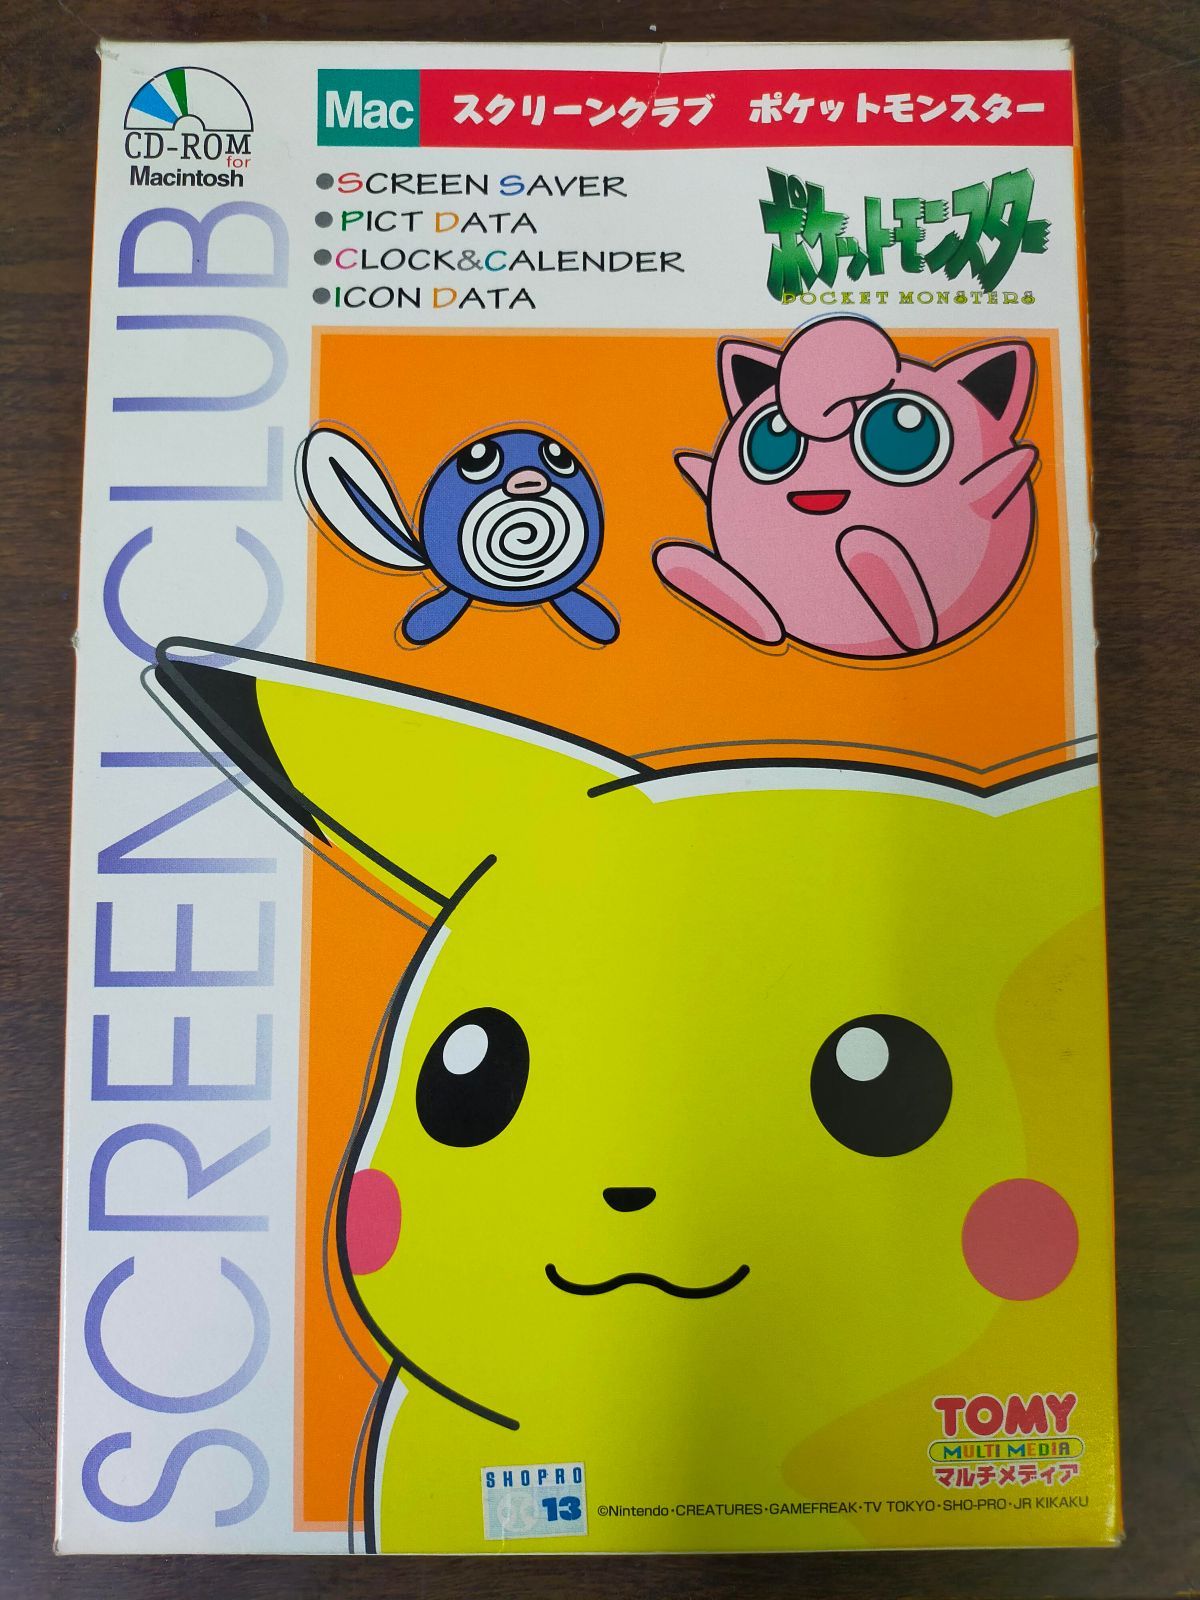 CD-ROM
for
Macintosh
Mac
スクリーンクラブ ポケットモンスター
●SCREEN SAVER
●PICT DATA
●CLOCK&CALENDER
●ICON DATA
ポケットモンスター
POCKET MONSTERS
SCREEN CLUB
TOMY
MULTI MEDIA
マルチメディア
SHOPRO
13
©Nintendo・CREATURES・GAMEFREAK・TV TOKYO・SHO-PRO・JR KIKAKU